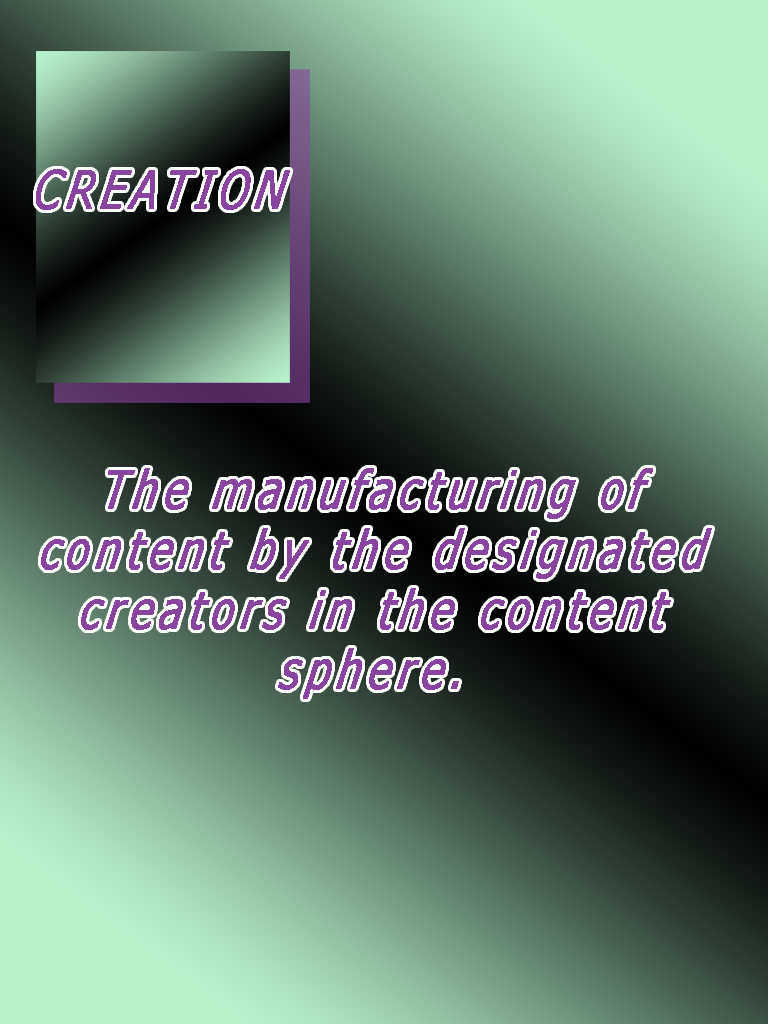 CREATION
The manufacturing of
content by the designated
creators in the content
sphere.